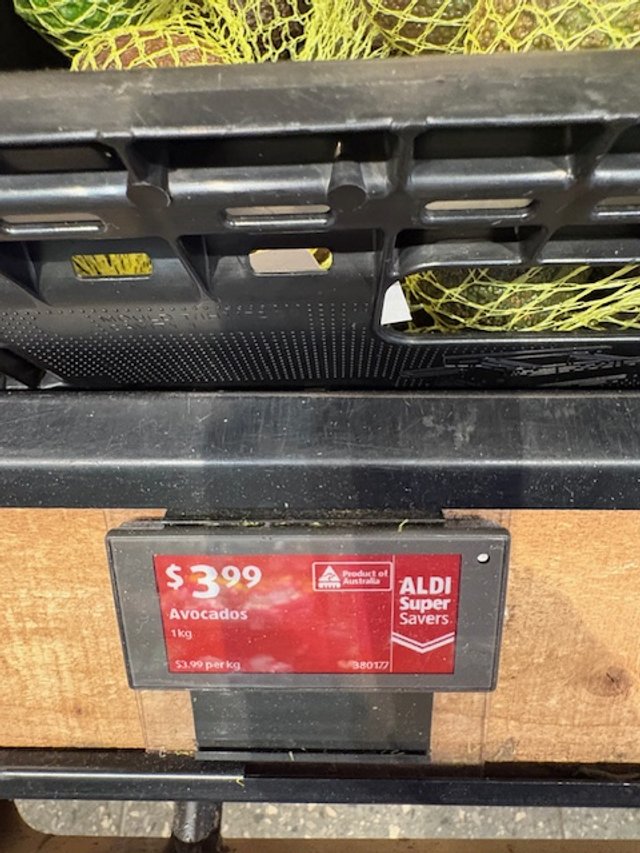 $3.99
Product of
Australia
Avocados
1kg
$3.99 per kg
380177
ALDI
Super
Savers